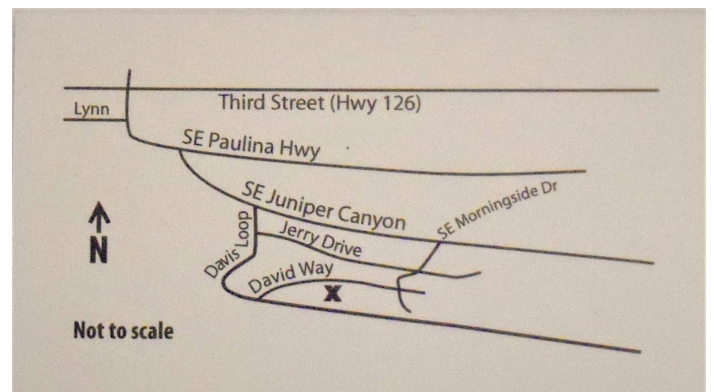 Third Street (Hwy 126)
Lynn
SE Paulina Hwy
SE Juniper Canyon
SE Morningside Dr
Davis Loop
Jerry Drive
David Way
X
N
Not to scale